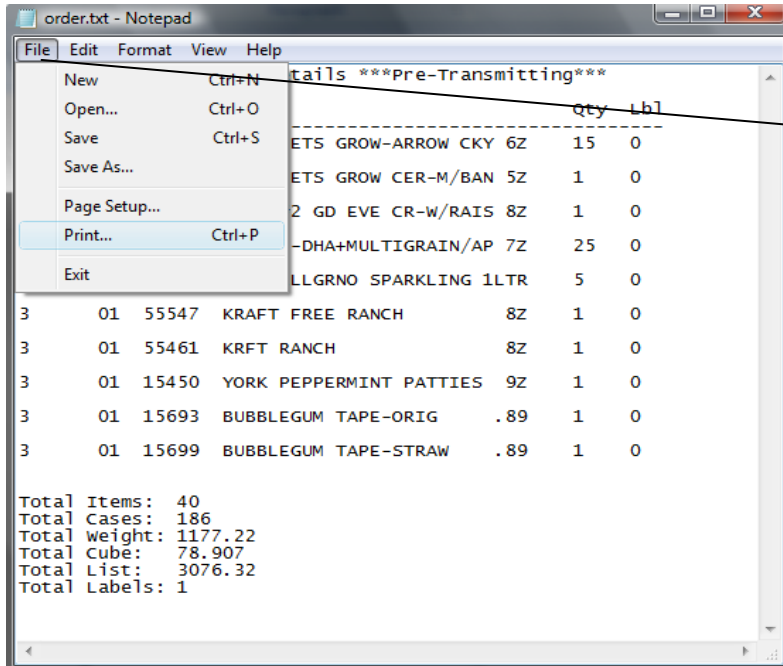 order.txt - Notepad
File Edit Format View Help
New Ctrl+N
Open... Ctrl+O
Save Ctrl+S
Save As...
Page Setup...
Print... Ctrl+P
Exit
tails ***Pre-Transmitting***
Qty Lbl
ETS GROW-ARROW CKY 6Z 15 0
ETS GROW CER-M/BAN 5Z 1 0
2 GD EVE CR-W/RAIS 8Z 1 0
-DHA+MULTIGRAIN/AP 7Z 25 0
LLGRNO SPARKLING 1LTR 5 0
3 01 55547 KRAFT FREE RANCH 8Z 1 0
3 01 55461 KRFT RANCH 8Z 1 0
3 01 15450 YORK PEPPERMINT PATTIES 9Z 1 0
3 01 15693 BUBBLEGUM TAPE-ORIG .89 1 0
3 01 15699 BUBBLEGUM TAPE-STRAW .89 1 0
Total Items: 40
Total Cases: 186
Total Weight: 1177.22
Total Cube: 78.907
Total List: 3076.32
Total Labels: 1